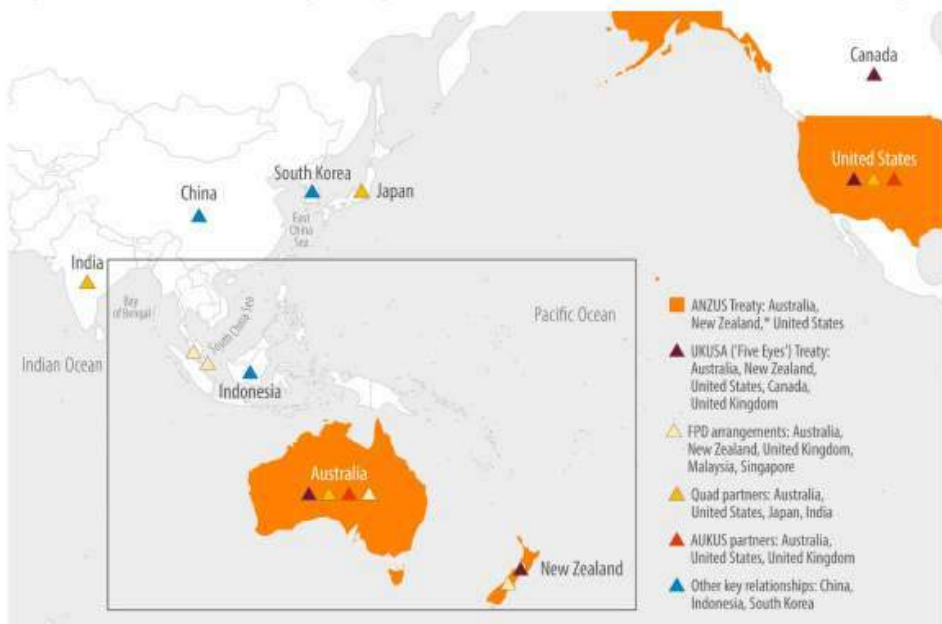 Canada
United States
South Korea
Japan
China
East
China
Sea
India
Bay
of Bengal
South China Sea
Pacific Ocean
Indian Ocean
Indonesia
Australia
New Zealand
ANZUS Treaty: Australia,
New Zealand,* United States
UKUSA ('Five Eyes') Treaty:
Australia, New Zealand,
United States, Canada,
United Kingdom
FPD arrangements: Australia,
New Zealand, United Kingdom,
Malaysia, Singapore
Quad partners: Australia,
United States, Japan, India
AUKUS partners: Australia,
United States, United Kingdom
Other key relationships: China,
Indonesia, South Korea